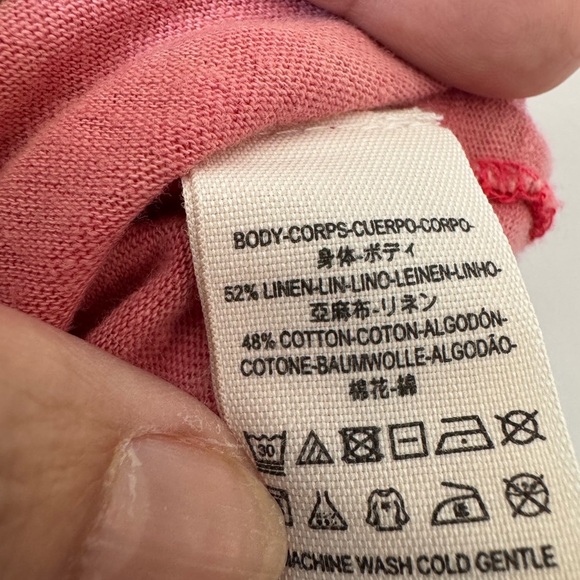 BODY-CORPS-CUERPO-CORPO-
身体-ボディ
52% LINEN-LIN-LINO-LEINEN-LINHO-
亞麻布-リネン
48% COTTON-COTON-ALGODÓN-
COTONE-BAUMWOLLE-ALGODÃO-
棉花-綿
30
MACHINE WASH COLD GENTLE